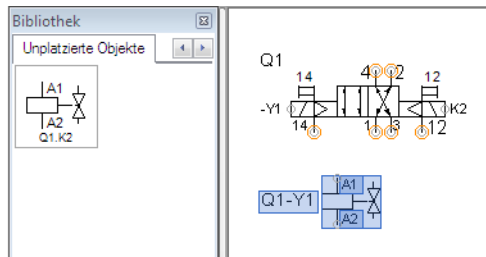 Bibliothek
Unplatzierte Objekte
A1
A2
Q1.K2
Q1
4 2
14 12
-Y1 K2
14 1 3 12
A1
Q1-Y1
A2